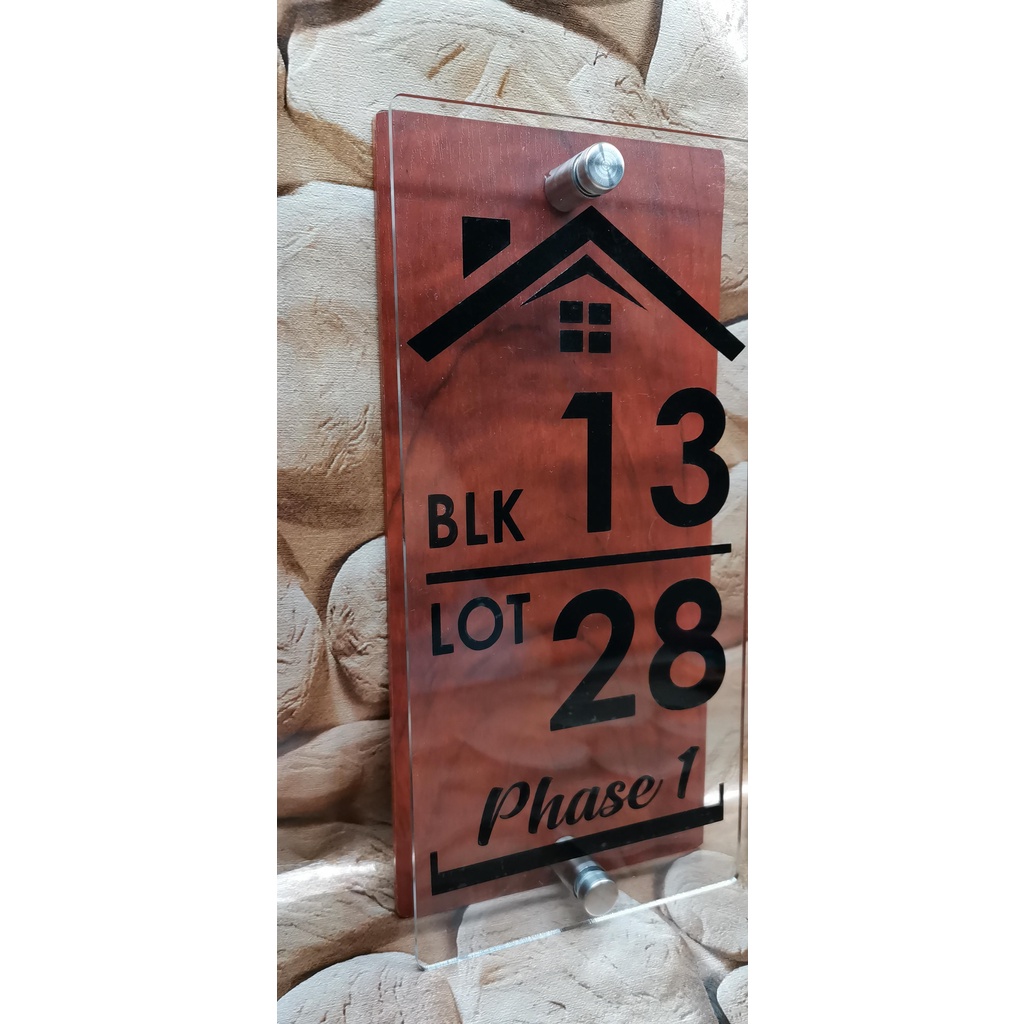 BLK 13
LOT 28
Phase 1